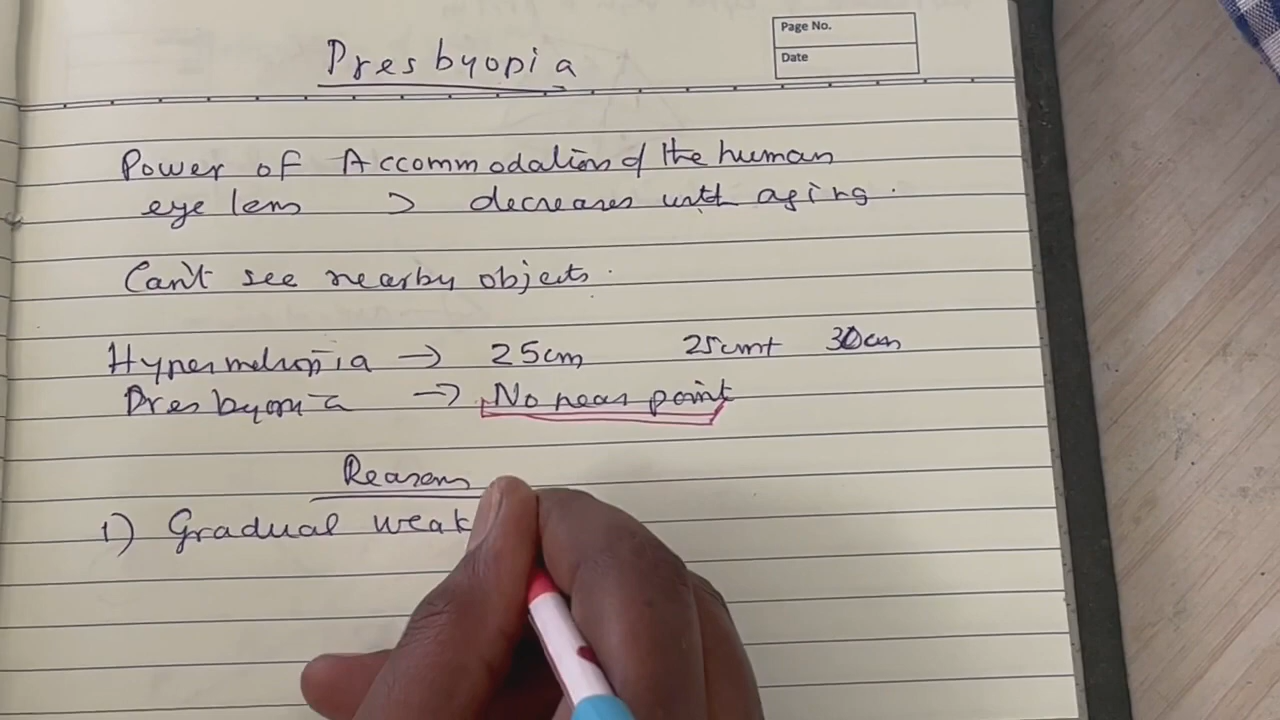 Page No.
Date
Presbyopia
Power of Accommodation of the human
eye lens > decreases with aging.
Can't see nearby objects.
Hypermetropia → 25cm 25cm+ 30cm
Presbyopia → No near point
Reasons
1) Gradual weak